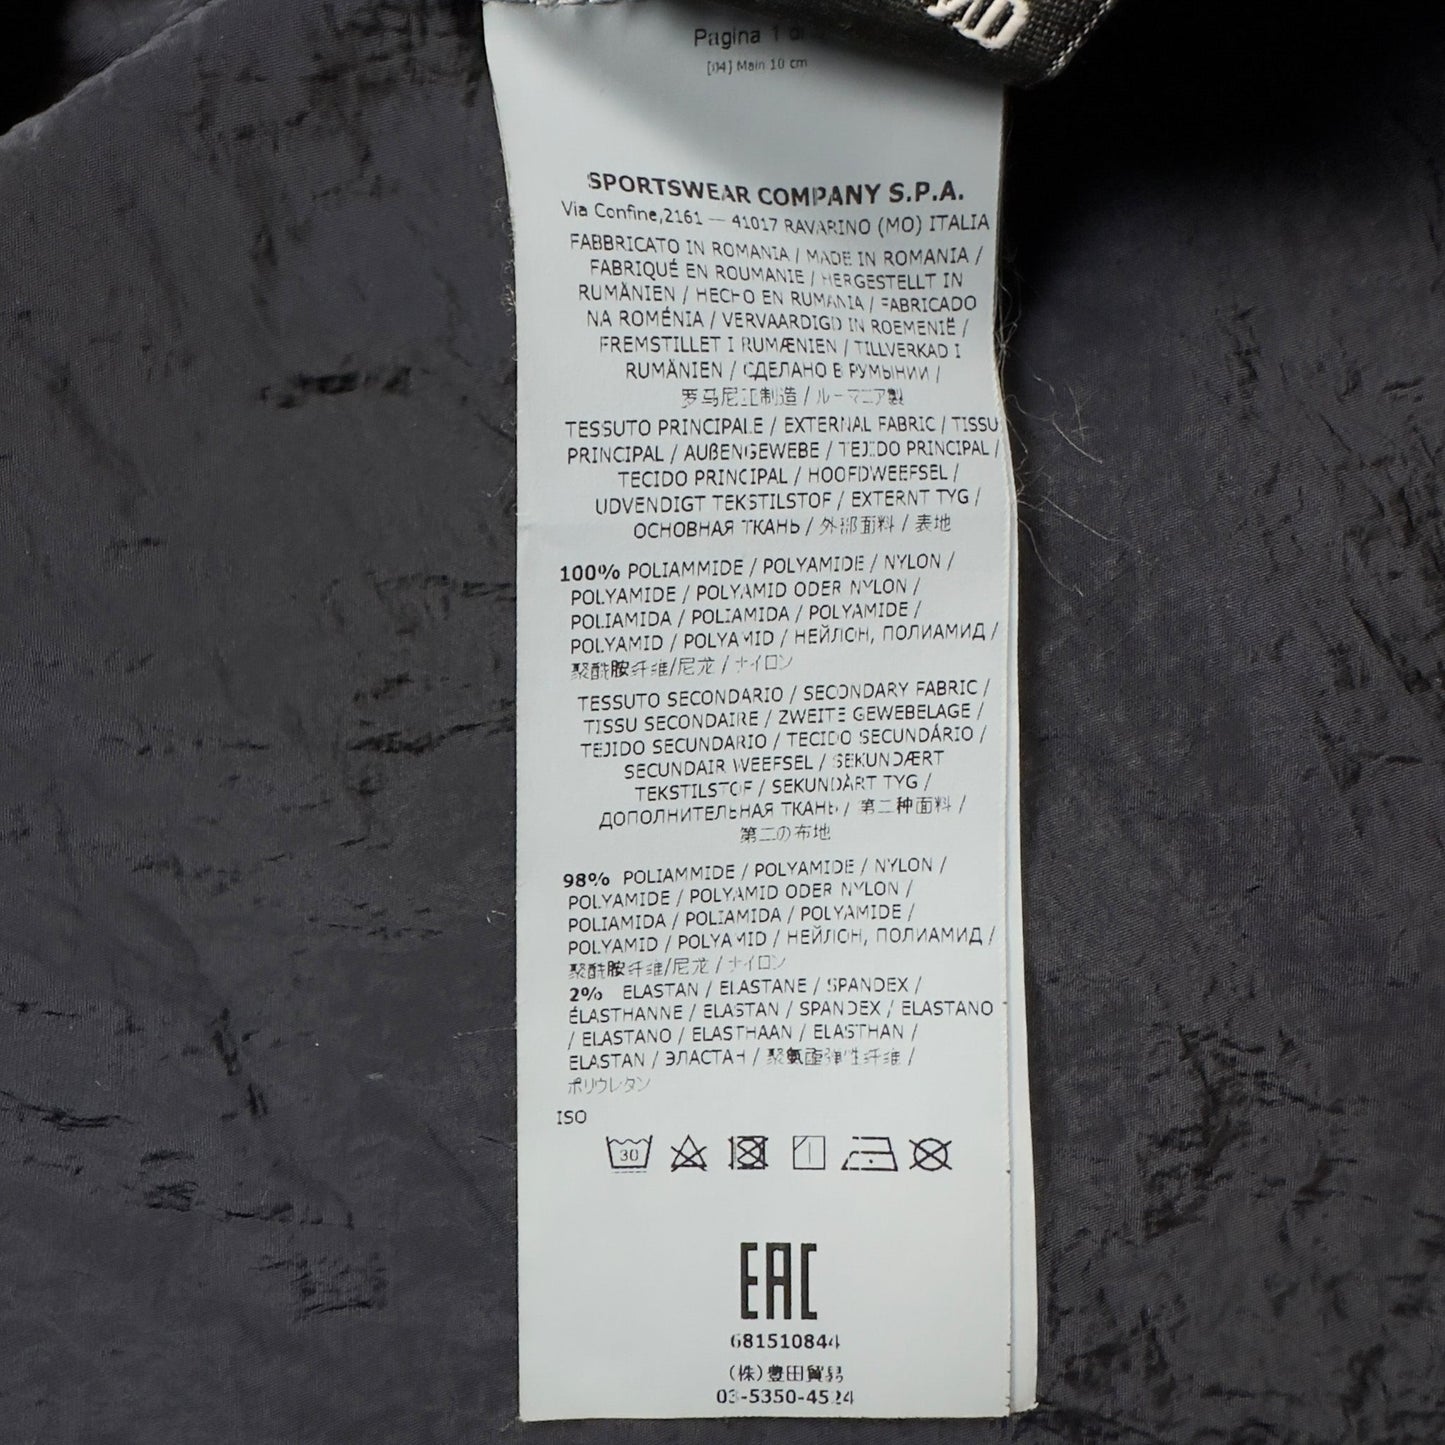 Pagina 1
[04] Main 10 cm
SPORTSWEAR COMPANY S.P.A.
Via Confine,2161 — 41017 RAVARINO (MO) ITALIA
FABBRICATO IN ROMANIA / MADE IN ROMANIA /
FABRIQUÉ EN ROUMANIE / HERGESTELLT IN
RUMÄNIEN / HECHO EN RUMANIA / FABRICADO
NA ROMÉNIA / VERVAARDIGD IN ROEMENIË /
FREMSTILLET I RUMÆNIEN / TILLVERKAD I
RUMÄNIEN / СДЕЛАНО В РУМЫНИИ /
罗马尼亚制造 / ルーマニア製
TESSUTO PRINCIPALE / EXTERNAL FABRIC / TISSU
PRINCIPAL / AUßENGEWEBE / TEJIDO PRINCIPAL /
TECIDO PRINCIPAL / HOOFDWEEFSEL /
UDVENDIGT TEKSTILSTOF / EXTERNT TYG /
ОСНОВНАЯ ТКАНЬ / 外部面料 / 表地
100% POLIAMMIDE / POLYAMIDE / NYLON /
POLYAMIDE / POLYAMID ODER NYLON /
POLIAMIDA / POLIAMIDA / POLYAMIDE /
POLYAMID / POLYAMID / НЕЙЛОН, ПОЛИАМИД /
聚酰胺纤维/尼龙 / ナイロン
TESSUTO SECONDARIO / SECONDARY FABRIC /
TISSU SECONDAIRE / ZWEITE GEWEBELAGE /
TEJIDO SECUNDARIO / TECIDO SECUNDÁRIO /
SECUNDAIR WEEFSEL / SEKUNDÆRT
TEKSTILSTOF / SEKUNDÄRT TYG /
ДОПОЛНИТЕЛЬНАЯ ТКАНЬ / 第二种面料 /
第二の布地
98% POLIAMMIDE / POLYAMIDE / NYLON /
POLYAMIDE / POLYAMID ODER NYLON /
POLIAMIDA / POLIAMIDA / POLYAMIDE /
POLYAMID / POLYAMID / НЕЙЛОН, ПОЛИАМИД /
聚酰胺纤维/尼龙 / ナイロン
2% ELASTAN / ELASTANE / SPANDEX /
ÉLASTHANNE / ELASTAN / SPANDEX / ELASTANO
/ ELASTANO / ELASTHAAN / ELASTHAN /
ELASTAN / ЭЛАСТАН / 聚氨酯弹性纤维 /
ポリウレタン
ISO
30
EAC
681510844
(株)豊田貿易
03-5350-4524